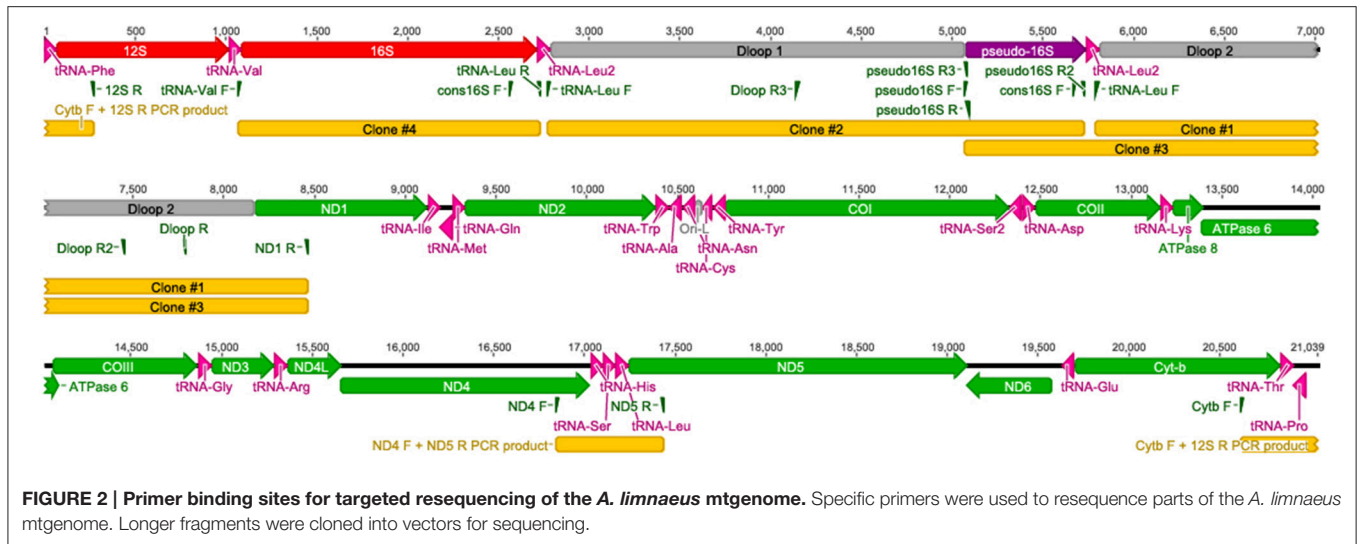 1 500 1,000 1,500 2,000 2,500 3,000 3,500 4,000 4,500 5,000 5,500 6,000 6,500 7,000
12S 16S Dloop 1 pseudo-16S Dloop 2
tRNA-Phe tRNA-Val tRNA-Leu R tRNA-Leu2 pseudo16S R3 pseudo16S R2 tRNA-Leu2
12S R tRNA-Val F cons16S F tRNA-Leu F Dloop R3 pseudo16S F cons16S F tRNA-Leu F
Cytb F + 12S R PCR product pseudo16S R
Clone #4 Clone #2 Clone #1
Clone #3
7,500 8,000 8,500 9,000 9,500 10,000 10,500 11,000 11,500 12,000 12,500 13,000 13,500 14,000
Dloop 2 ND1 ND2 COI COII
Dloop R tRNA-Ile tRNA-Gln tRNA-Trp Ori-L tRNA-Tyr tRNA-Ser2 tRNA-Asp tRNA-Lys ATPase 6
Dloop R2 ND1 R tRNA-Met tRNA-Ala tRNA-Asn ATPase 8
tRNA-Cys
Clone #1
Clone #3
14,500 15,000 15,500 16,000 16,500 17,000 17,500 18,000 18,500 19,000 19,500 20,000 20,500 21,039
COIII ND3 ND4L ND5 Cyt-b
ATPase 6 tRNA-Gly tRNA-Arg ND4 tRNA-His ND6 tRNA-Glu tRNA-Thr
ND4 F ND5 R Cytb F
tRNA-Ser tRNA-Leu tRNA-Pro
ND4 F + ND5 R PCR product Cytb F + 12S R PCR product
FIGURE 2 | Primer binding sites for targeted resequencing of the A. limnaeus mtgenome. Specific primers were used to resequence parts of the A. limnaeus
mtgenome. Longer fragments were cloned into vectors for sequencing.